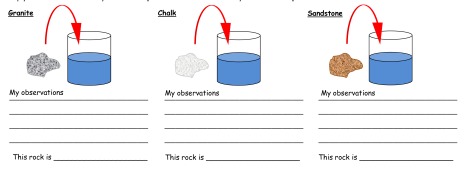 Granite
Chalk
Sandstone
My observations
My observations
My observations
This rock is
This rock is
This rock is